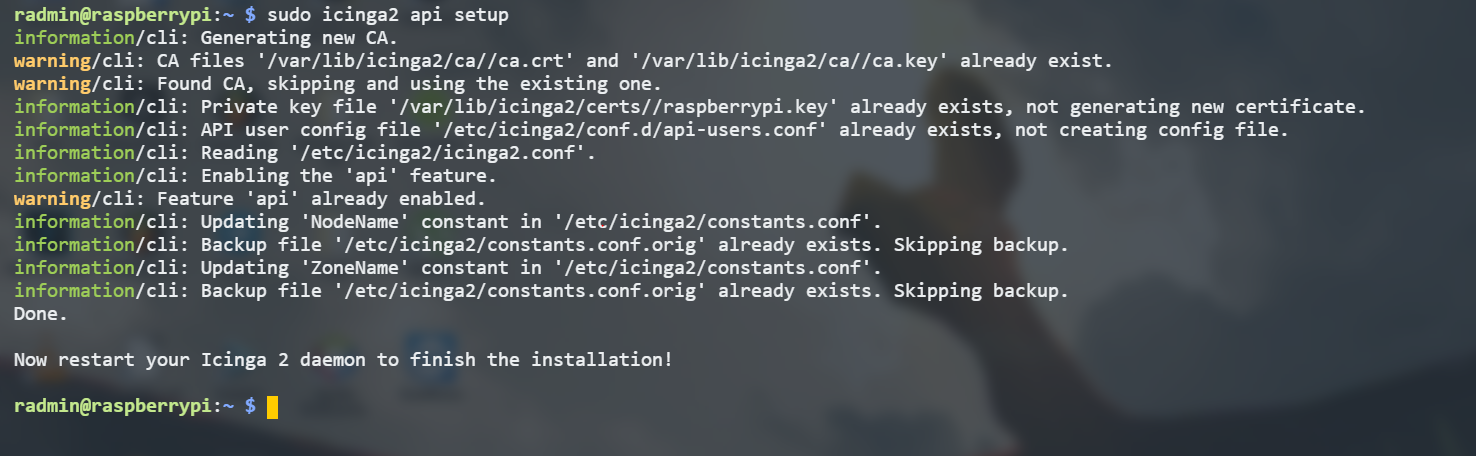 radmin@raspberrypi:~ $ sudo icinga2 api setup
information/cli: Generating new CA.
warning/cli: CA files '/var/lib/icinga2/ca//ca.crt' and '/var/lib/icinga2/ca//ca.key' already exist.
warning/cli: Found CA, skipping and using the existing one.
information/cli: Private key file '/var/lib/icinga2/certs//raspberrypi.key' already exists, not generating new certificate.
information/cli: API user config file '/etc/icinga2/conf.d/api-users.conf' already exists, not creating config file.
information/cli: Reading '/etc/icinga2/icinga2.conf'.
information/cli: Enabling the 'api' feature.
warning/cli: Feature 'api' already enabled.
information/cli: Updating 'NodeName' constant in '/etc/icinga2/constants.conf'.
information/cli: Backup file '/etc/icinga2/constants.conf.orig' already exists. Skipping backup.
information/cli: Updating 'ZoneName' constant in '/etc/icinga2/constants.conf'.
information/cli: Backup file '/etc/icinga2/constants.conf.orig' already exists. Skipping backup.
Done.
Now restart your Icinga 2 daemon to finish the installation!
radmin@raspberrypi:~ $